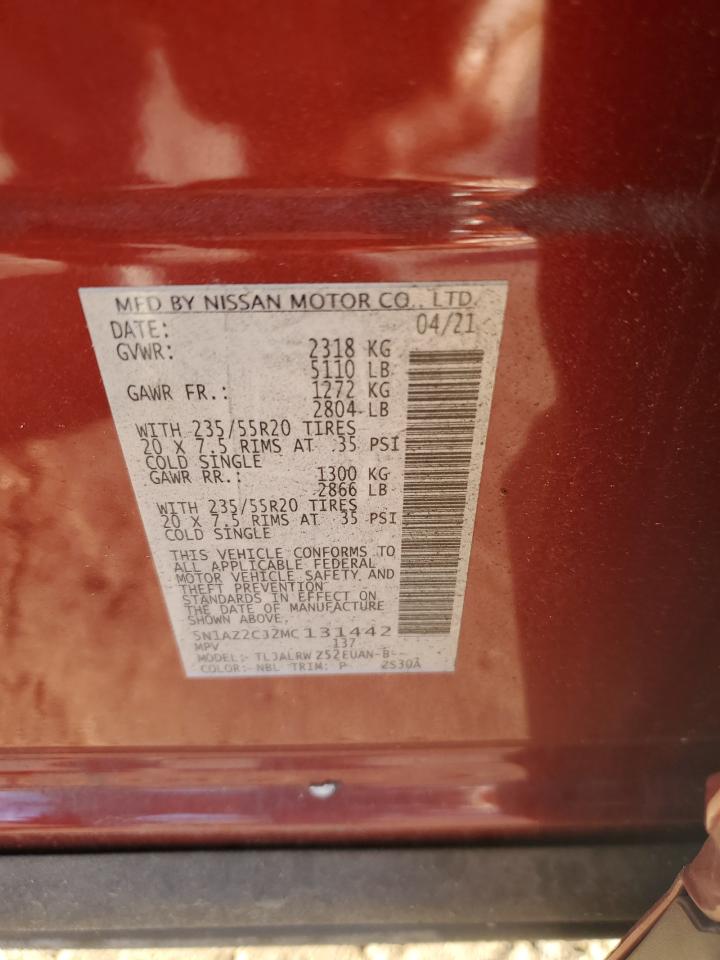 MFD BY NISSAN MOTOR CO., LTD.
DATE: 04/21
GVWR: 2318 KG
5110 LB
GAWR FR.: 1272 KG
2804 LB
WITH 235/55R20 TIRES
20 X 7.5 RIMS AT 35 PSI
COLD SINGLE
GAWR RR.: 1300 KG
2866 LB
WITH 235/55R20 TIRES
20 X 7.5 RIMS AT 35 PSI
COLD SINGLE
THIS VEHICLE CONFORMS TO
ALL APPLICABLE FEDERAL
MOTOR VEHICLE SAFETY AND
THEFT PREVENTION
STANDARDS IN EFFECT ON
THE DATE OF MANUFACTURE
SHOWN ABOVE.
5N1AZ2CJ2MC131442
MPV 137
MODEL: TLJALRWZ52EUAN-B--
COLOR: NBL TRIM: P ZS30A